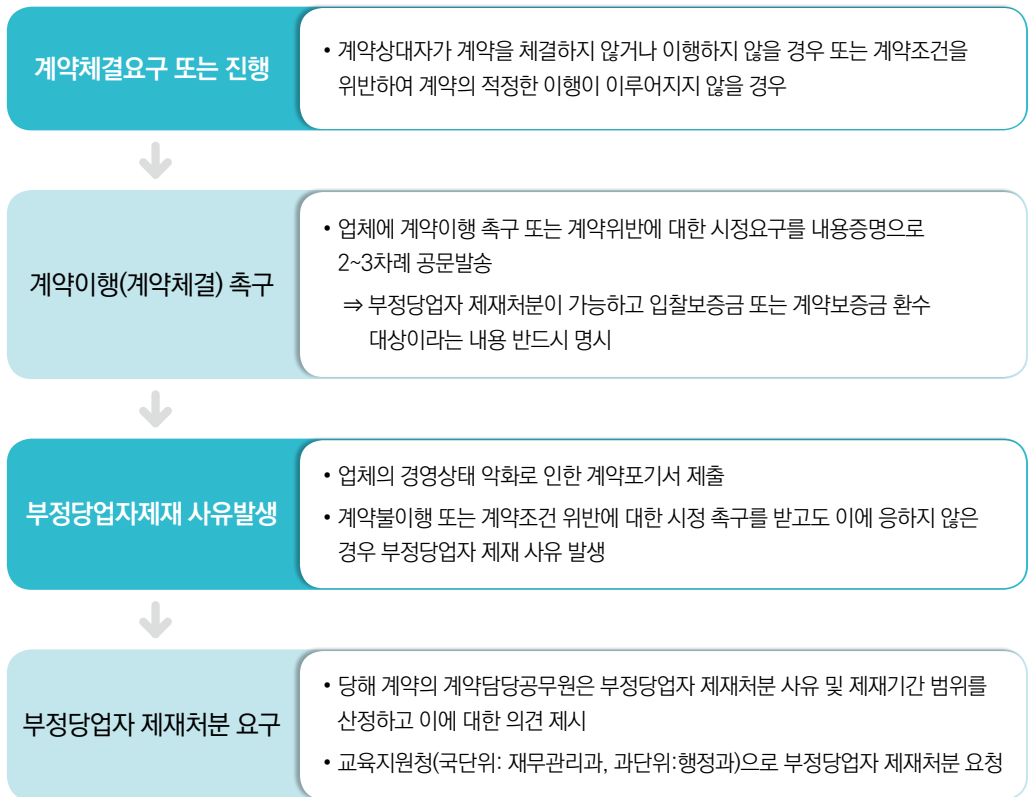 계약체결요구 또는 진행
• 계약상대자가 계약을 체결하지 않거나 이행하지 않을 경우 또는 계약조건을
위반하여 계약의 적정한 이행이 이루어지지 않을 경우
계약이행(계약체결) 촉구
• 업체에 계약이행 촉구 또는 계약위반에 대한 시정요구를 내용증명으로
2~3차례 공문발송
⇒ 부정당업자 제재처분이 가능하고 입찰보증금 또는 계약보증금 환수
대상이라는 내용 반드시 명시
부정당업자제재 사유발생
• 업체의 경영상태 악화로 인한 계약포기서 제출
• 계약불이행 또는 계약조건 위반에 대한 시정 촉구를 받고도 이에 응하지 않은
경우 부정당업자 제재 사유 발생
부정당업자 제재처분 요구
• 당해 계약의 계약담당공무원은 부정당업자 제재처분 사유 및 제재기간 범위를
산정하고 이에 대한 의견 제시
• 교육지원청(국단위: 재무관리과, 과단위:행정과)으로 부정당업자 제재처분 요청